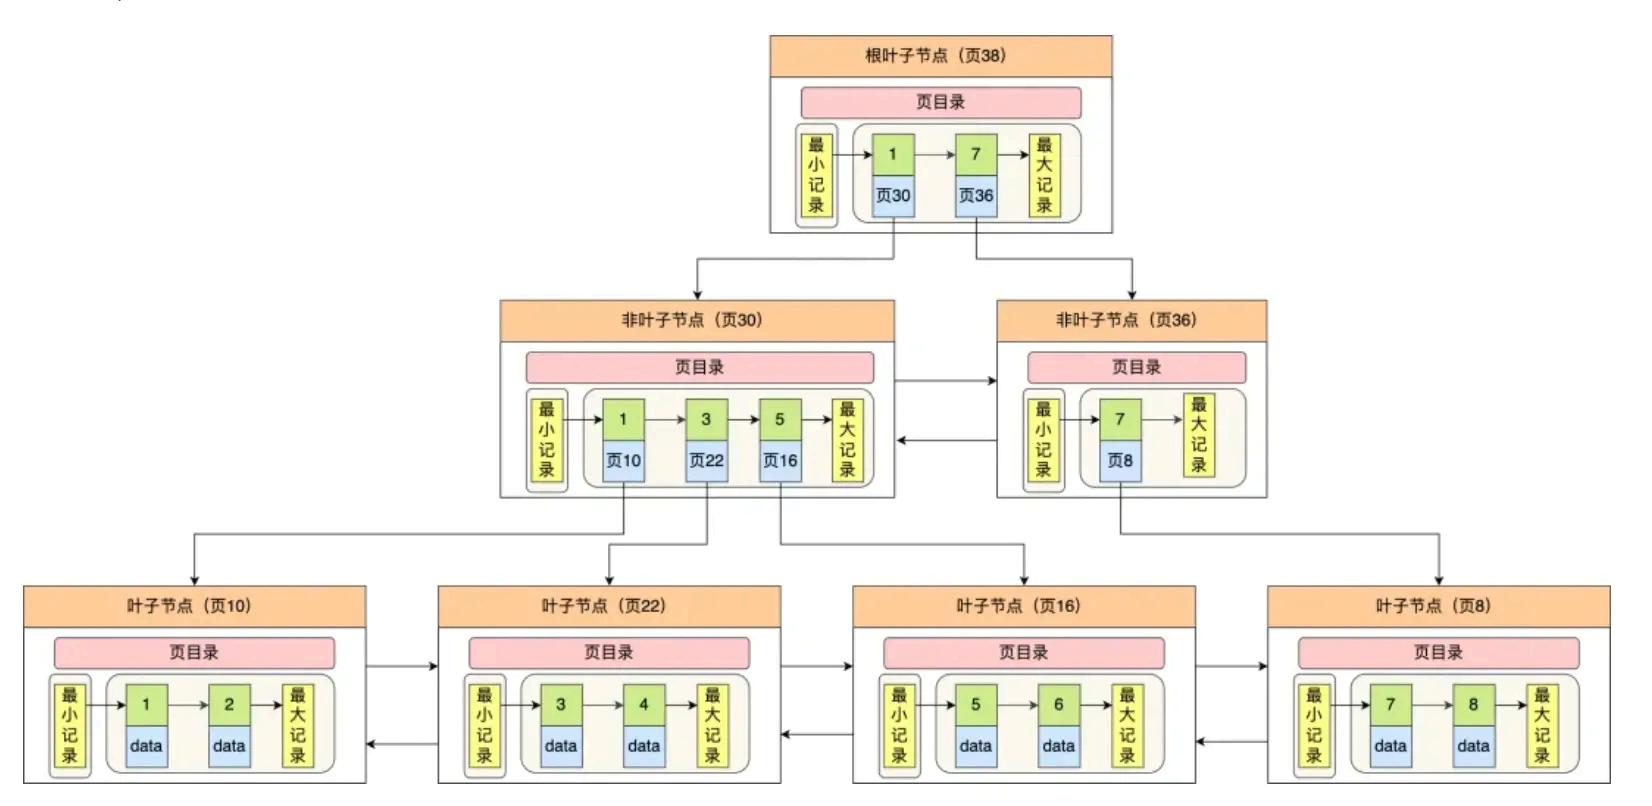 根叶子节点（页38）
页目录
最小记录
1
7
最大记录
页30
页36
非叶子节点（页30）
页目录
最小记录
1
3
5
最大记录
页10
页22
页16
非叶子节点（页36）
页目录
最小记录
7
最大记录
页8
叶子节点（页10）
页目录
最小记录
1
2
最大记录
data
data
叶子节点（页22）
页目录
最小记录
3
4
最大记录
data
data
叶子节点（页16）
页目录
最小记录
5
6
最大记录
data
data
叶子节点（页8）
页目录
最小记录
7
8
最大记录
data
data